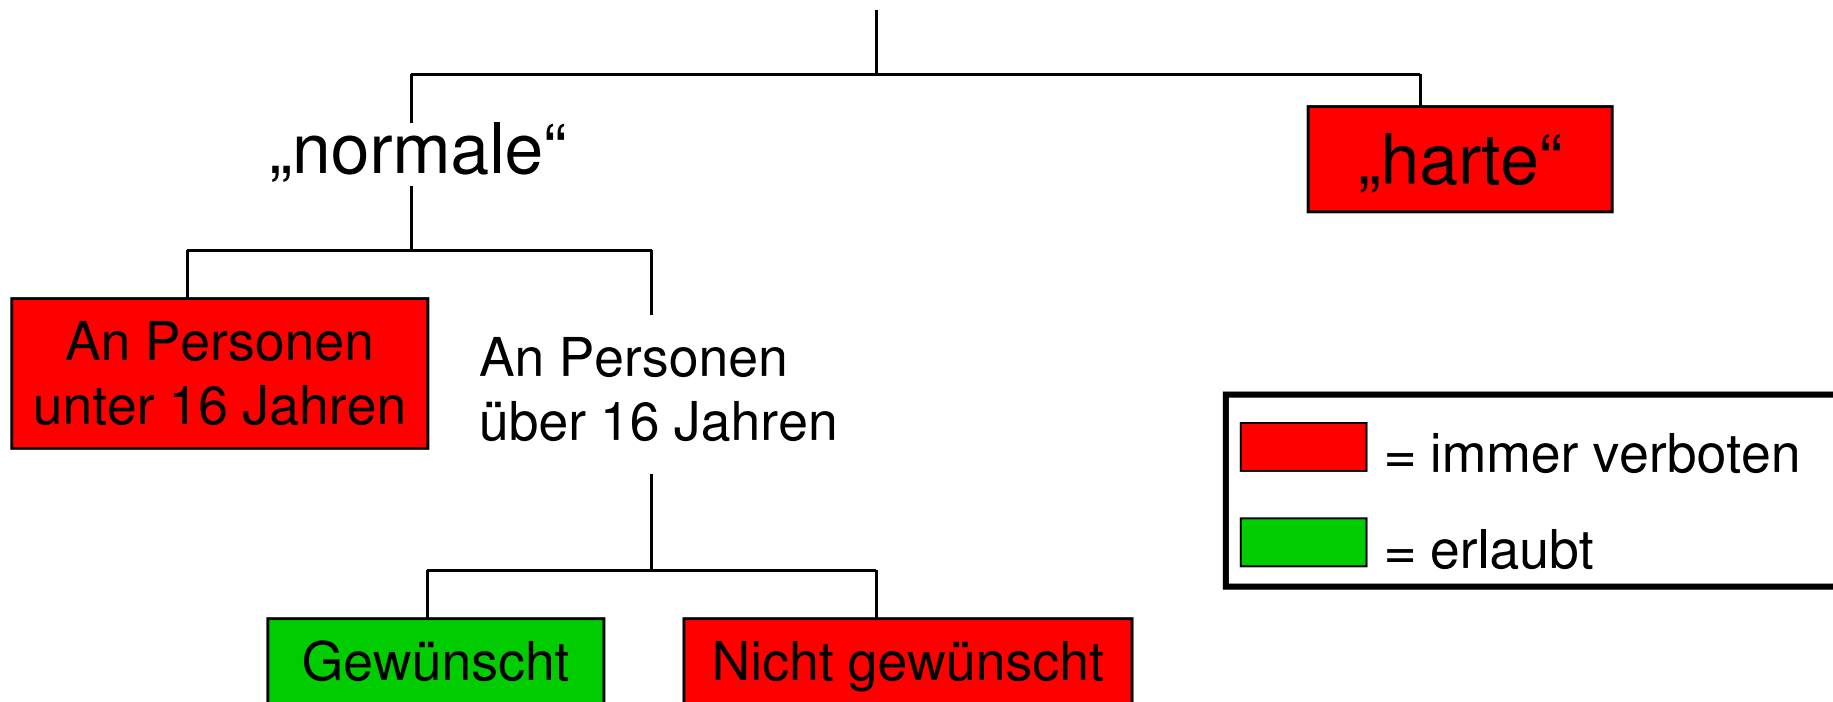 „normale“
„harte“
An Personen
unter 16 Jahren
An Personen
über 16 Jahren
= immer verboten
= erlaubt
Gewünscht
Nicht gewünscht